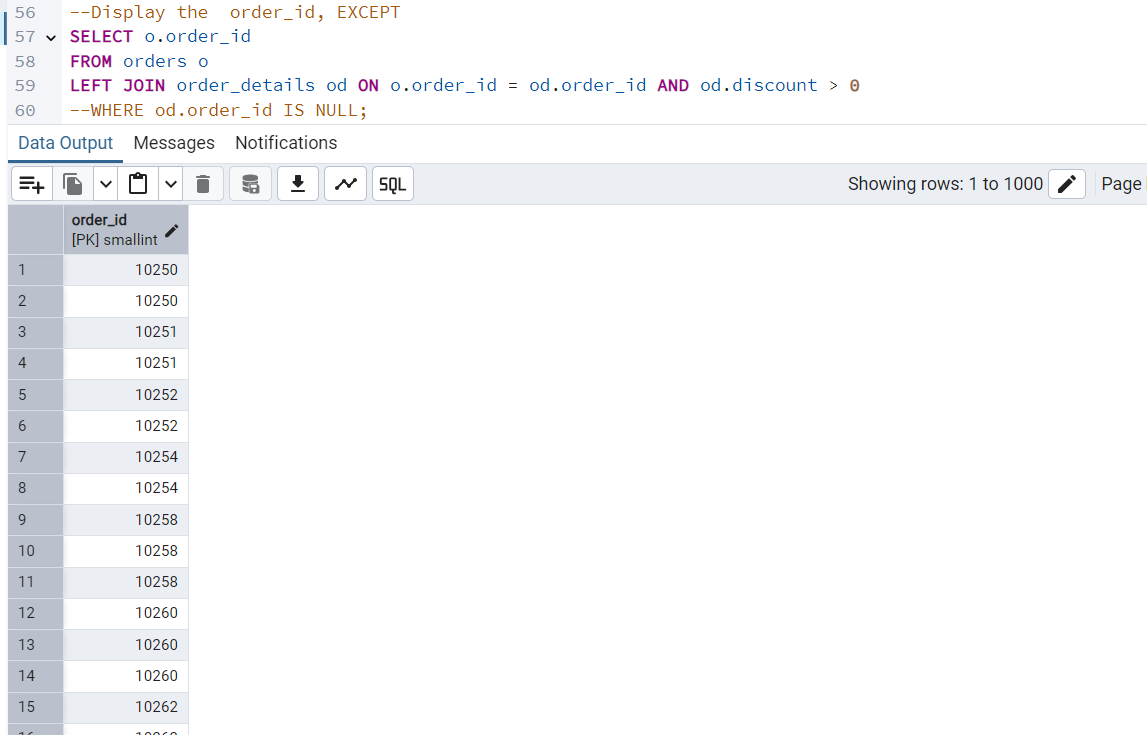 56 --Display the  order_id, EXCEPT
57 SELECT o.order_id
58 FROM orders o
59 LEFT JOIN order_details od ON o.order_id = od.order_id AND od.discount > 0
60 --WHERE od.order_id IS NULL;
Data Output Messages Notifications
SQL Showing rows: 1 to 1000 Page
order_id
[PK] smallint
1 10250
2 10250
3 10251
4 10251
5 10252
6 10252
7 10254
8 10254
9 10258
10 10258
11 10258
12 10260
13 10260
14 10260
15 10262